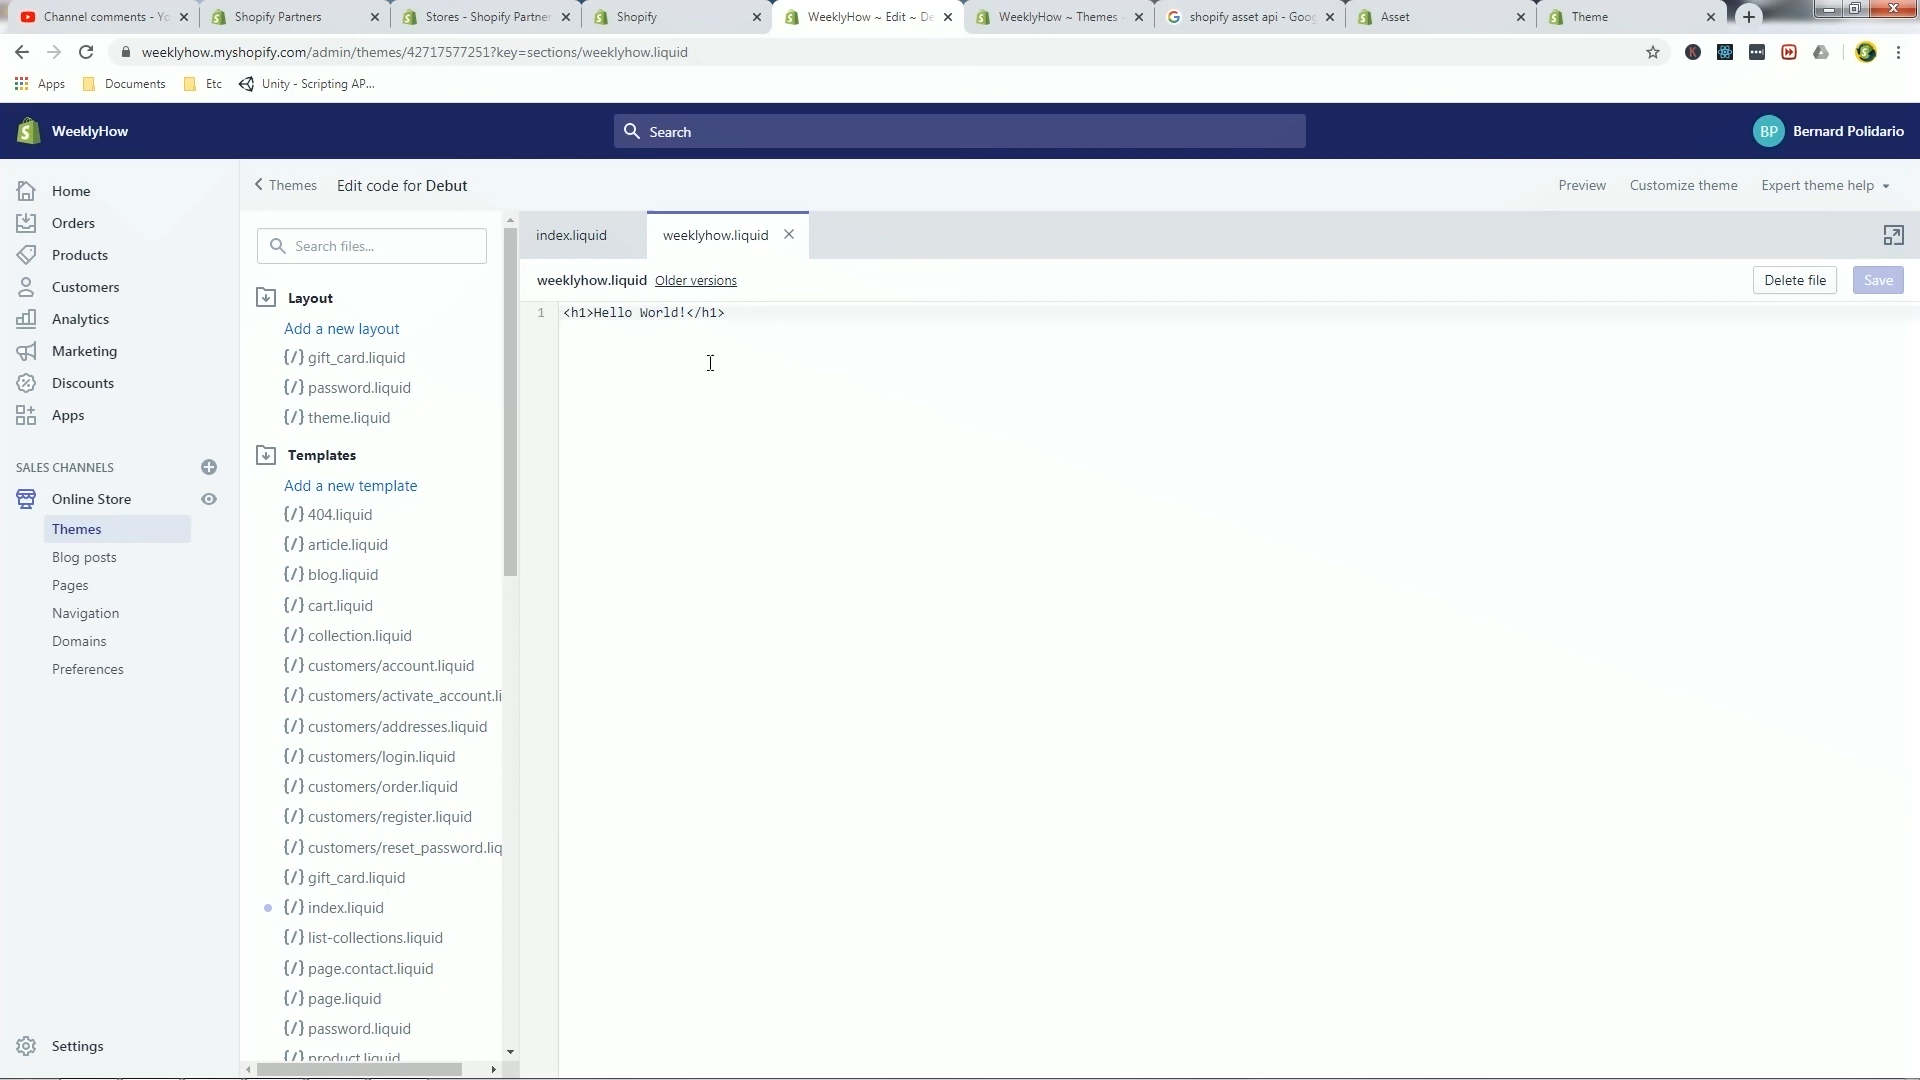 Channel comments - Yo
Shopify Partners
Stores - Shopify Partner
Shopify
WeeklyHow ~ Edit ~ De
WeeklyHow ~ Themes
shopify asset api - Goog
Asset
Theme
weeklyhow.myshopify.com/admin/themes/42717577251?key=sections/weeklyhow.liquid
Apps
Documents
Etc
Unity - Scripting AP...
WeeklyHow
Search
BP
Bernard Polidario
Home
Orders
Products
Customers
Analytics
Marketing
Discounts
Apps
SALES CHANNELS
Online Store
Themes
Blog posts
Pages
Navigation
Domains
Preferences
Settings
Themes
Edit code for Debut
Preview
Customize theme
Expert theme help
Search files...
Layout
Add a new layout
{/} gift_card.liquid
{/} password.liquid
{/} theme.liquid
Templates
Add a new template
{/} 404.liquid
{/} article.liquid
{/} blog.liquid
{/} cart.liquid
{/} collection.liquid
{/} customers/account.liquid
{/} customers/activate_account.li
{/} customers/addresses.liquid
{/} customers/login.liquid
{/} customers/order.liquid
{/} customers/register.liquid
{/} customers/reset_password.liq
{/} gift_card.liquid
{/} index.liquid
{/} list-collections.liquid
{/} page.contact.liquid
{/} page.liquid
{/} password.liquid
{/} product.liquid
index.liquid
weeklyhow.liquid
weeklyhow.liquid Older versions
Delete file
Save
1 <h1>Hello World!</h1>